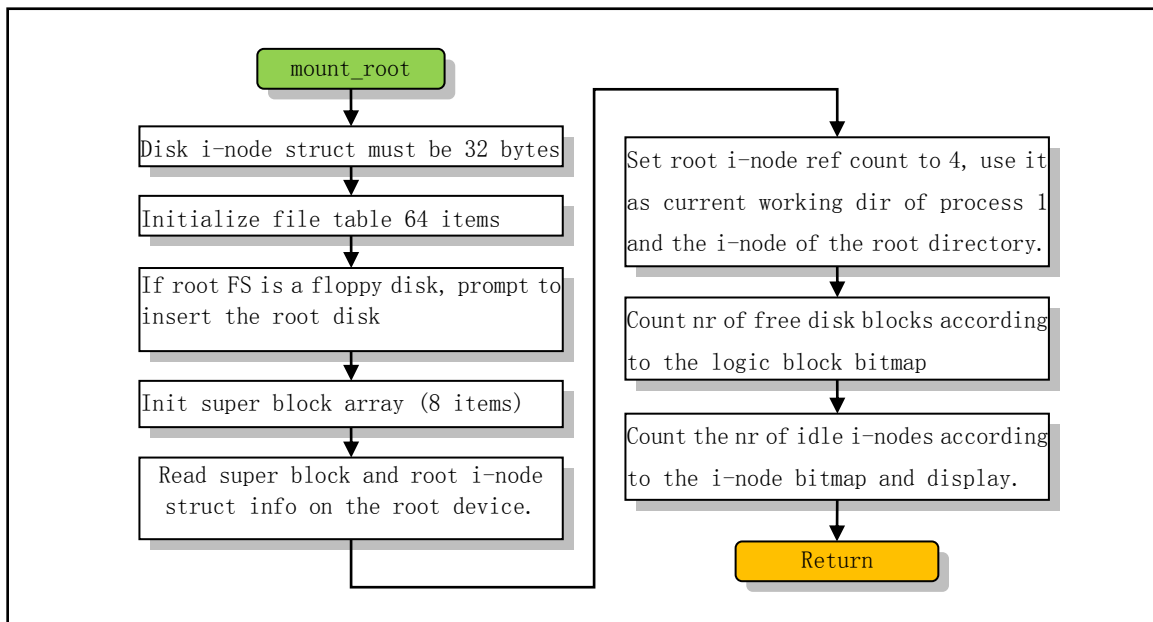 mount_root
Disk i-node struct must be 32 bytes
Initialize file table 64 items
If root FS is a floppy disk, prompt to
insert the root disk
Init super block array (8 items)
Read super block and root i-node
struct info on the root device.
Set root i-node ref count to 4, use it
as current working dir of process 1
and the i-node of the root directory.
Count nr of free disk blocks according
to the logic block bitmap
Count the nr of idle i-nodes according
to the i-node bitmap and display.
Return